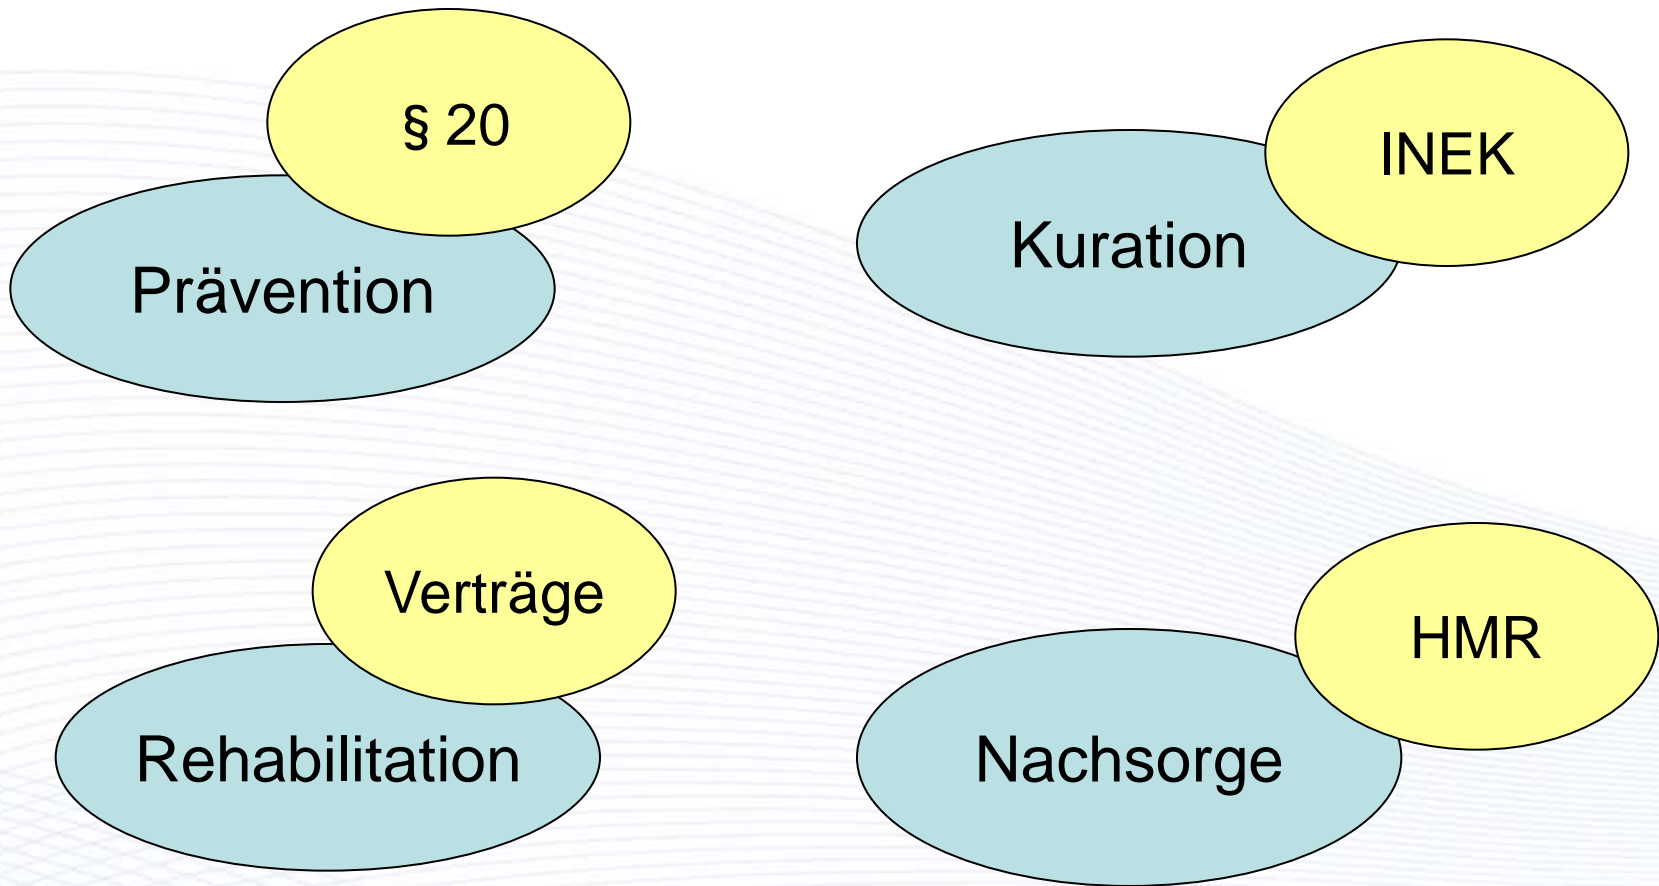 § 20
Prävention
INEK
Kuration
Verträge
Rehabilitation
HMR
Nachsorge